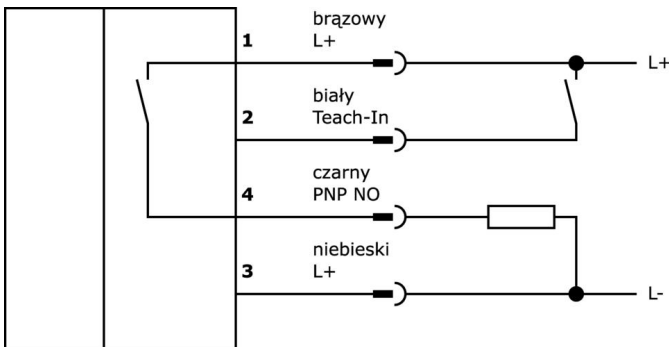 brązowy
1 L+ L+
biały
2 Teach-In
czarny
4 PNP NO
niebieski
3 L+ L-